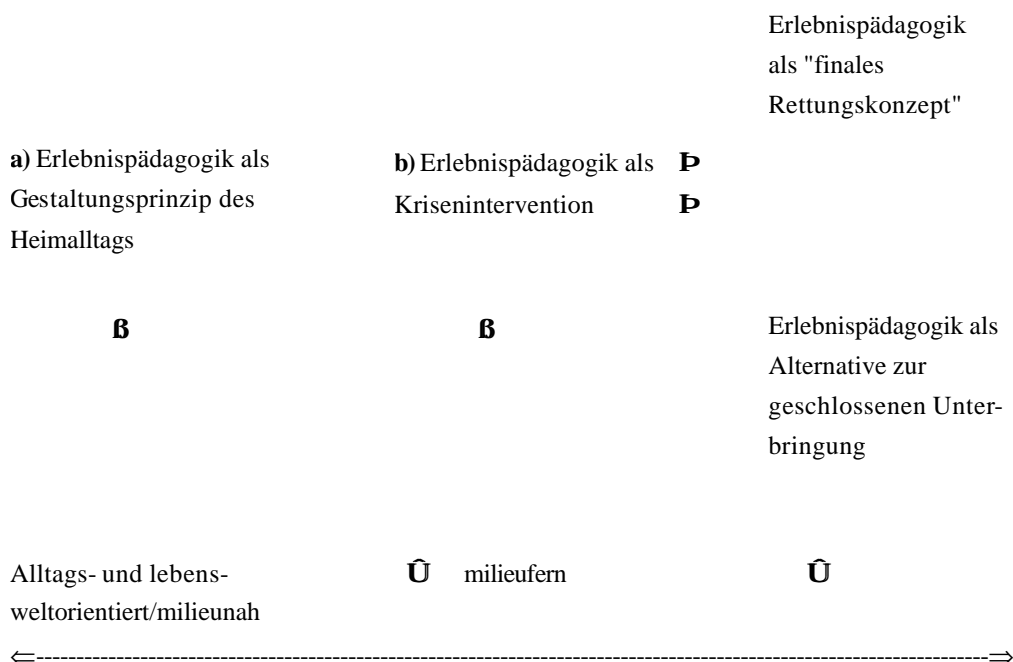 Erlebnispädagogik
als "finales
Rettungskonzept"
a) Erlebnispädagogik als
Gestaltungsprinzip des
Heimalltags
b) Erlebnispädagogik als Þ
Krisenintervention Þ
ß
ß
Erlebnispädagogik als
Alternative zur
geschlossenen Unter-
bringung
Alltags- und lebens-
weltorientiert/milieunah
Û milieufern
Û
⇐-----------------------------------------------------------------------------------------------------------------------⇒